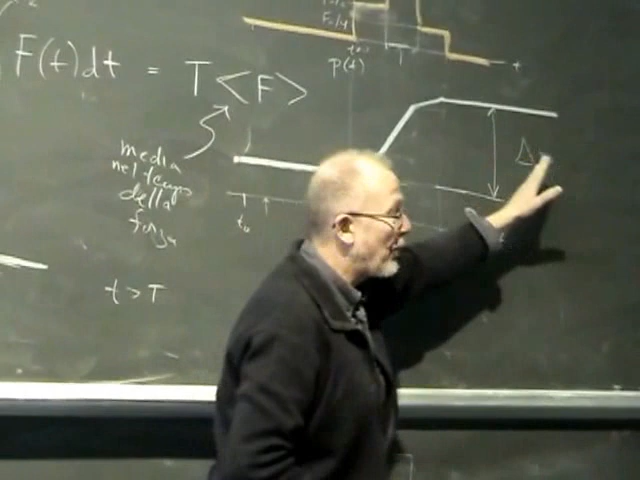 F(t)dt = T <F>
p(t)
T
t
media
nel tempo
della
forza
t₀
t > T
Δ